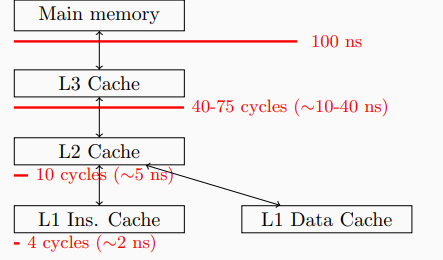 Main memory
100 ns
L3 Cache
40-75 cycles (∼10-40 ns)
L2 Cache
10 cycles (∼5 ns)
L1 Ins. Cache
L1 Data Cache
4 cycles (∼2 ns)